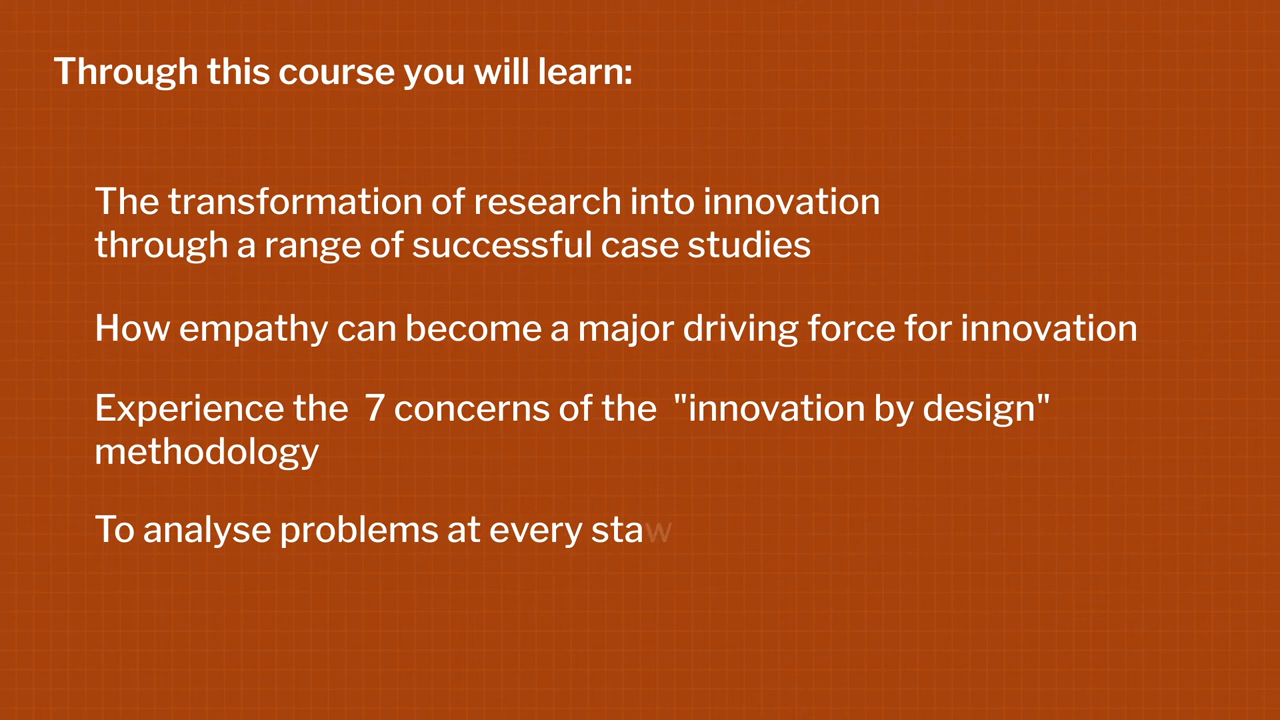 Through this course you will learn:
The transformation of research into innovation
through a range of successful case studies
How empathy can become a major driving force for innovation
Experience the 7 concerns of the "innovation by design"
methodology
To analyse problems at every staw